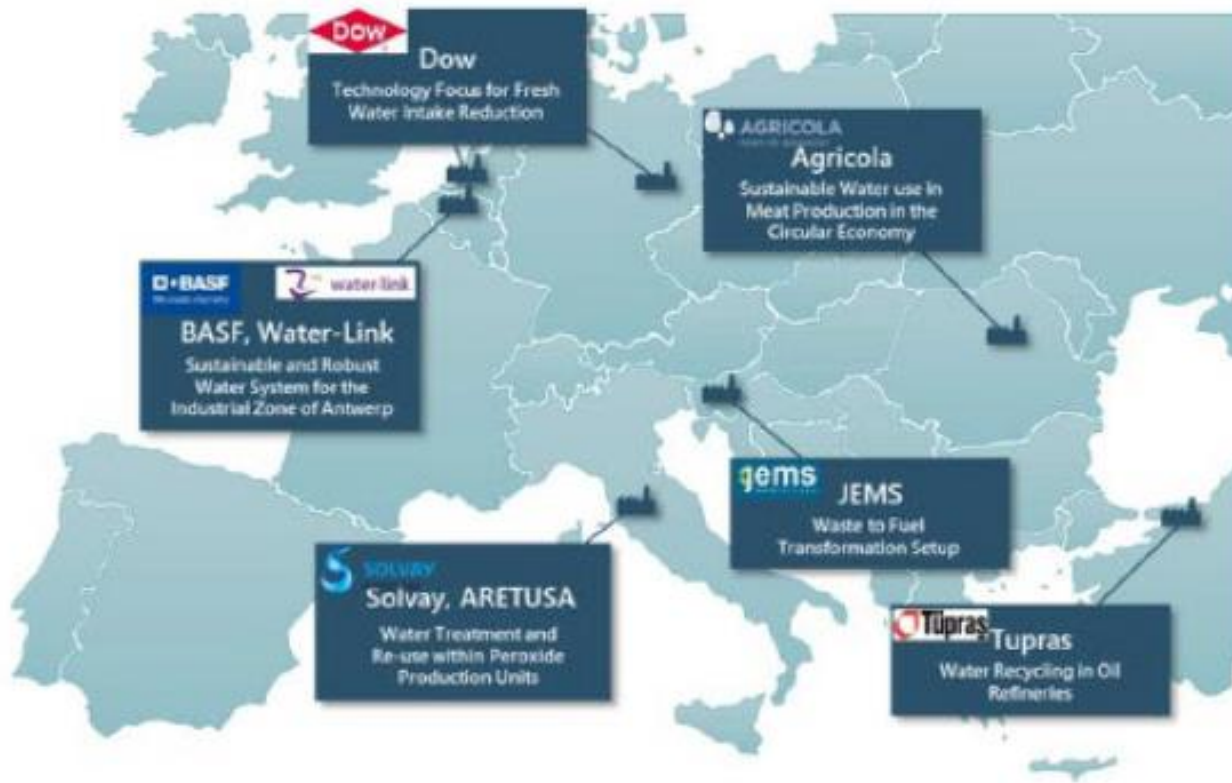 DOW
Dow
Technology Focus for Fresh
Water Intake Reduction
AGRICOLA
Agricola
Sustainable Water use in
Meat Production in the
Circular Economy
BASF
water-link
BASF, Water-Link
Sustainable and Robust
Water System for the
Industrial Zone of Antwerp
jems
JEMS
Waste to Fuel
Transformation Setup
SOLVAY
Solvay, ARETUSA
Water Treatment and
Re-use within Peroxide
Production Units
Tüpraş
Tupras
Water Recycling in Oil
Refineries